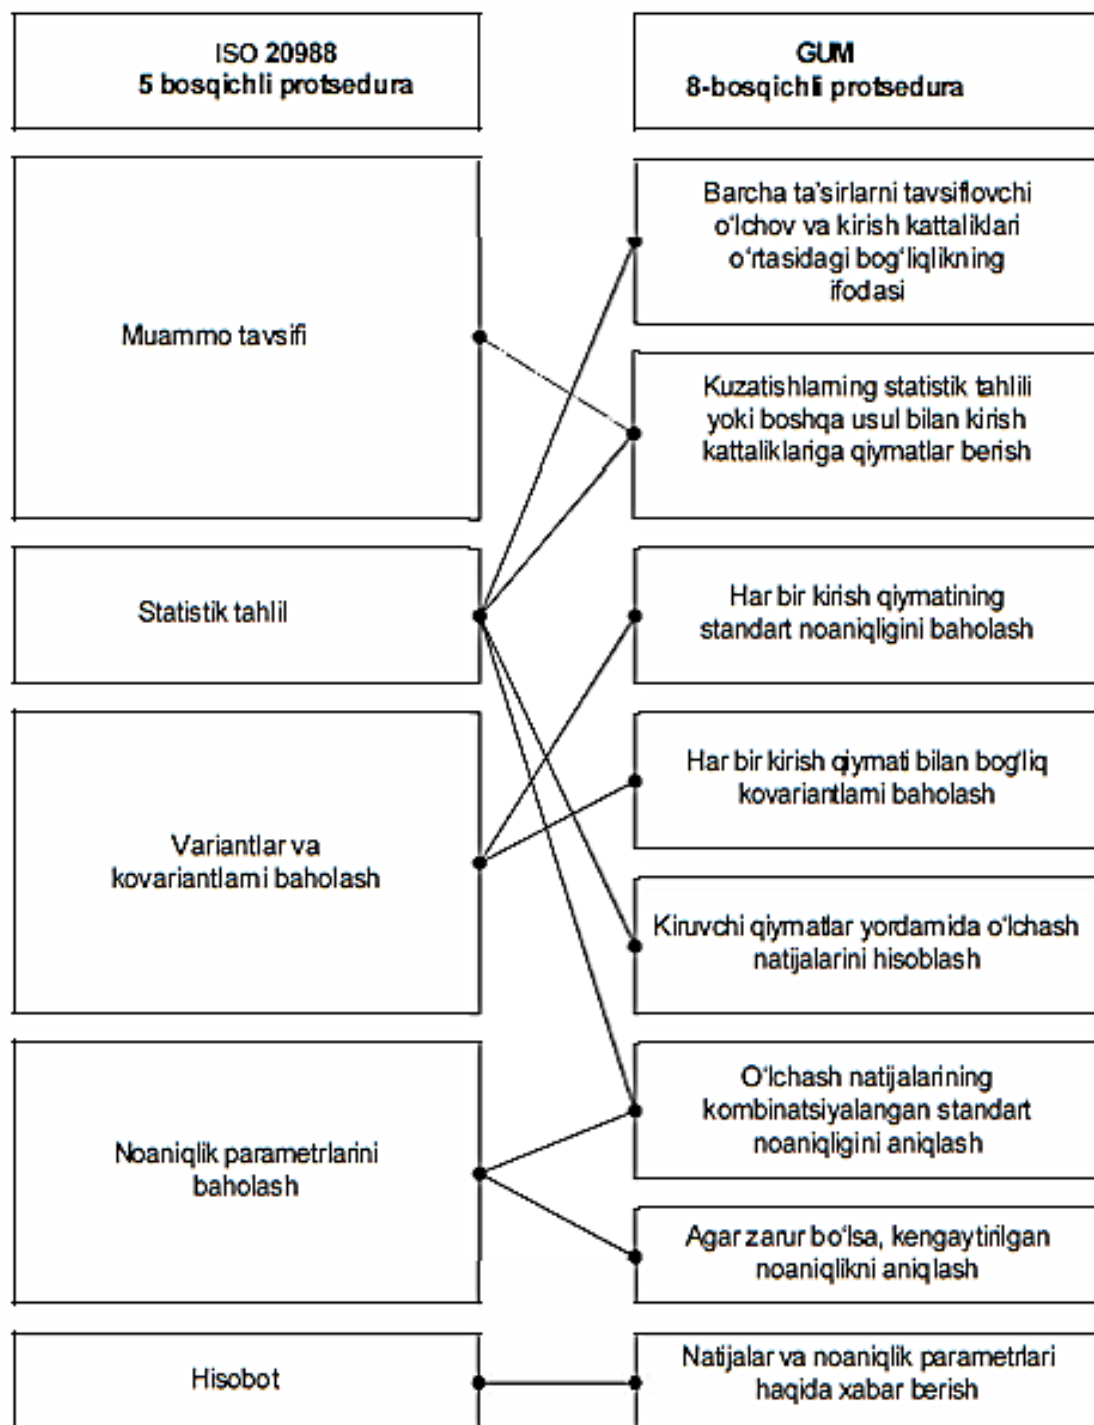 ISO 20988
5 bosqichli protsedura
GUM
8-bosqichli protsedura
Muammo tavsifi
Statistik tahlil
Variantlar va
kovariantlarni baholash
Noaniqlik parametrlarini
baholash
Hisobot
Barcha ta'sirlarni tavsiflovchi
o‘lchov va kirish kattaliklari
o‘rtasidagi bog‘liqlikning
ifodasi
Kuzatishlarning statistik tahlili
yoki boshqa usul bilan kirish
kattaliklariga qiymatlar berish
Har bir kirish qiymatining
standart noaniqligini baholash
Har bir kirish qiymati bilan bog‘liq
kovariantlarni baholash
Kiruvchi qiymatlar yordamida o‘lchash
natijalarini hisoblash
O‘lchash natijalarining
kombinatsiyalangan standart
noaniqligini aniqlash
Agar zarur bo‘lsa, kengaytirilgan
noaniqlikni aniqlash
Natijalar va noaniqlik parametrlari
haqida xabar berish